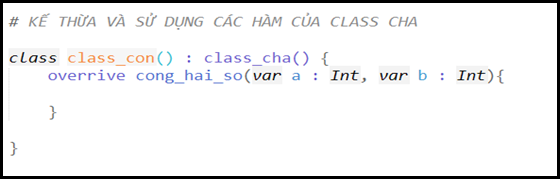 # KẾ THỪA VÀ SỬ DỤNG CÁC HÀM CỦA CLASS CHA
class class_con() : class_cha() {
overrive cong_hai_so(var a : Int, var b : Int){
}
}